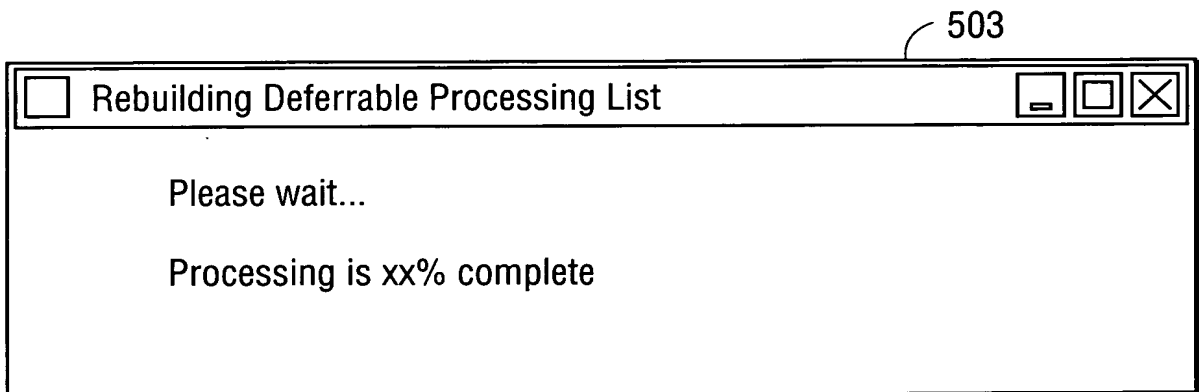 503
Rebuilding Deferrable Processing List
Please wait...
Processing is xx% complete